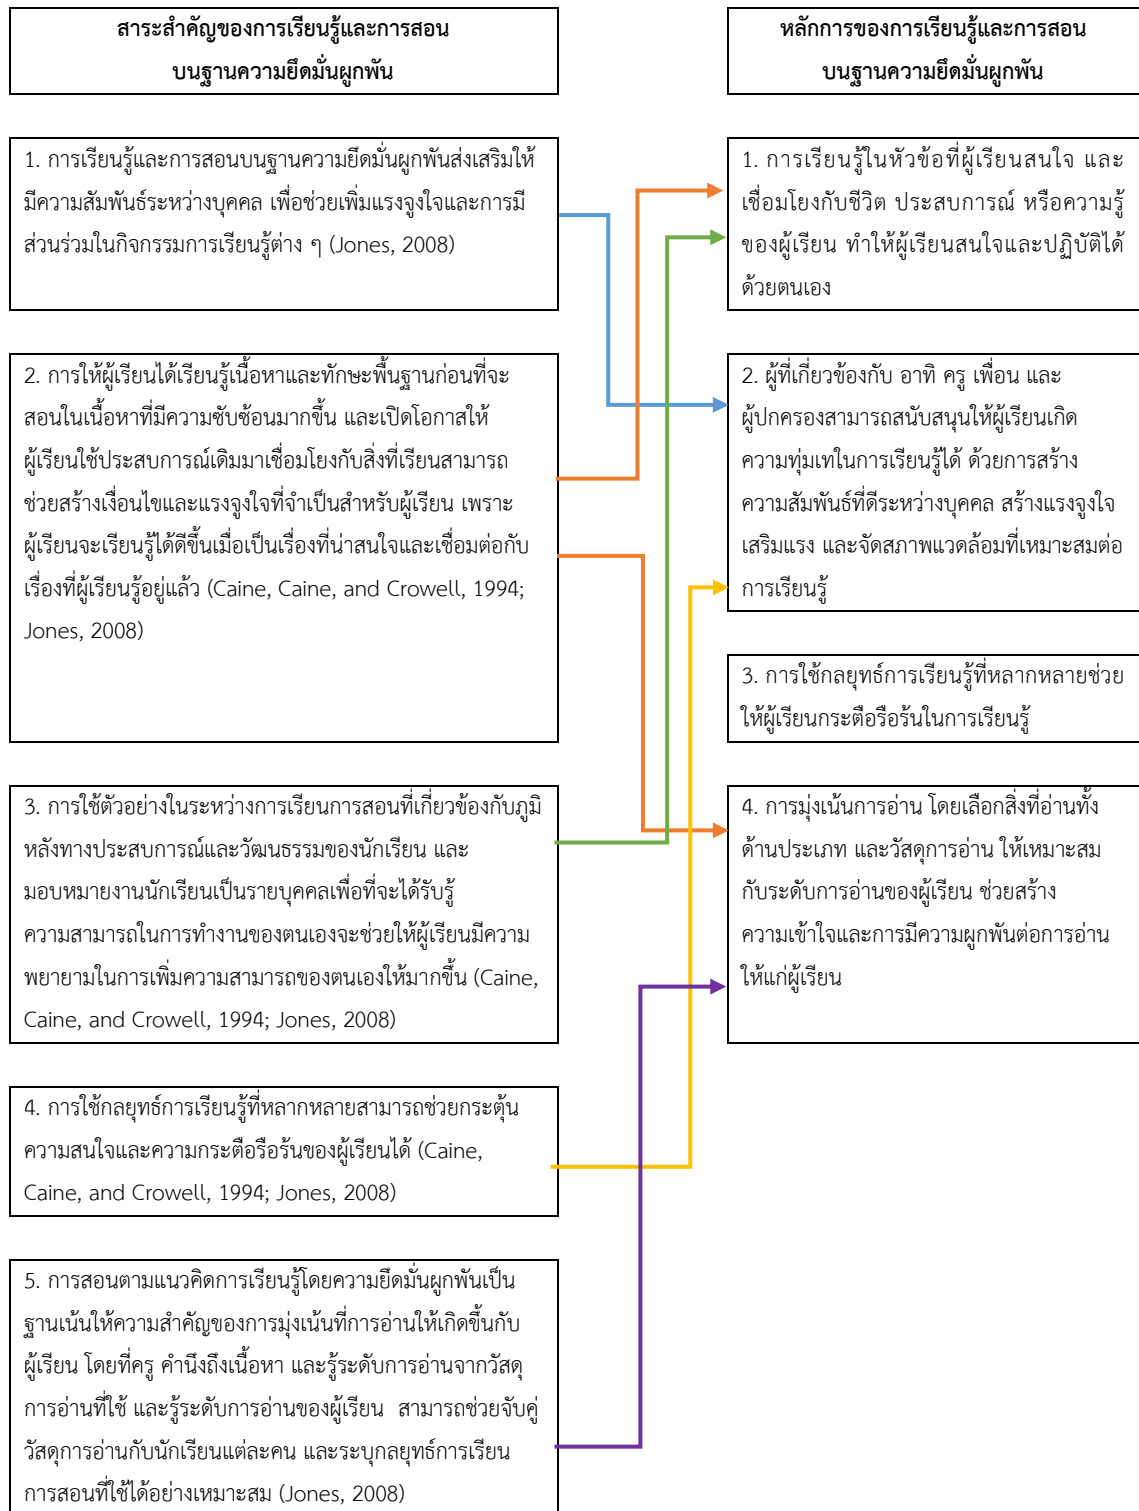 สาระสำคัญของการเรียนรู้และการสอน
บนฐานความยึดมั่นผูกพัน
หลักการของการเรียนรู้และการสอน
บนฐานความยึดมั่นผูกพัน
1. การเรียนรู้และการสอนบนฐานความยึดมั่นผูกพันส่งเสริมให้
มีความสัมพันธ์ระหว่างบุคคล เพื่อช่วยเพิ่มแรงจูงใจและการมี
ส่วนร่วมในกิจกรรมการเรียนรู้ต่าง ๆ (Jones, 2008)
2. การให้ผู้เรียนได้เรียนรู้เนื้อหาและทักษะพื้นฐานก่อนที่จะ
สอนในเนื้อหาที่มีความซับซ้อนมากขึ้น และเปิดโอกาสให้
ผู้เรียนใช้ประสบการณ์เดิมมาเชื่อมโยงกับสิ่งที่เรียนสามารถ
ช่วยสร้างเงื่อนไขและแรงจูงใจที่จำเป็นสำหรับผู้เรียน เพราะ
ผู้เรียนจะเรียนรู้ได้ดีขึ้นเมื่อเป็นเรื่องที่น่าสนใจและเชื่อมต่อกับ
เรื่องที่ผู้เรียนรู้อยู่แล้ว (Caine, Caine, and Crowell, 1994;
Jones, 2008)
3. การใช้ตัวอย่างในระหว่างการเรียนการสอนที่เกี่ยวข้องกับภูมิ
หลังทางประสบการณ์และวัฒนธรรมของนักเรียน และ
มอบหมายงานนักเรียนเป็นรายบุคคลเพื่อที่จะได้รับรู้
ความสามารถในการทำงานของตนเองจะช่วยให้ผู้เรียนมีความ
พยายามในการเพิ่มความสามารถของตนเองให้มากขึ้น (Caine,
Caine, and Crowell, 1994; Jones, 2008)
4. การใช้กลยุทธ์การเรียนรู้ที่หลากหลายสามารถช่วยกระตุ้น
ความสนใจและความกระตือรือร้นของผู้เรียนได้ (Caine,
Caine, and Crowell, 1994; Jones, 2008)
5. การสอนตามแนวคิดการเรียนรู้โดยความยึดมั่นผูกพันเป็น
ฐานเน้นให้ความสำคัญของการมุ่งเน้นที่การอ่านให้เกิดขึ้นกับ
ผู้เรียน โดยที่ครู คำนึงถึงเนื้อหา และรู้ระดับการอ่านจากวัสดุ
การอ่านที่ใช้ และรู้ระดับการอ่านของผู้เรียน สามารถช่วยจับคู่
วัสดุการอ่านกับนักเรียนแต่ละคน และระบุกลยุทธ์การเรียน
การสอนที่ใช้ได้อย่างเหมาะสม (Jones, 2008)
1. การเรียนรู้ในหัวข้อที่ผู้เรียนสนใจ และ
เชื่อมโยงกับชีวิต ประสบการณ์ หรือความรู้
ของผู้เรียน ทำให้ผู้เรียนสนใจและปฏิบัติได้
ด้วยตนเอง
2. ผู้ที่เกี่ยวข้องกับ อาทิ ครู เพื่อน และ
ผู้ปกครองสามารถสนับสนุนให้ผู้เรียนเกิด
ความทุ่มเทในการเรียนรู้ได้ ด้วยการสร้าง
ความสัมพันธ์ที่ดีระหว่างบุคคล สร้างแรงจูงใจ
เสริมแรง และจัดสภาพแวดล้อมที่เหมาะสมต่อ
การเรียนรู้
3. การใช้กลยุทธ์การเรียนรู้ที่หลากหลายช่วย
ให้ผู้เรียนกระตือรือร้นในการเรียนรู้
4. การมุ่งเน้นการอ่าน โดยเลือกสิ่งที่อ่านทั้ง
ด้านประเภท และวัสดุการอ่าน ให้เหมาะสม
กับระดับการอ่านของผู้เรียน ช่วยสร้าง
ความเข้าใจและการมีความผูกพันต่อการอ่าน
ให้แก่ผู้เรียน